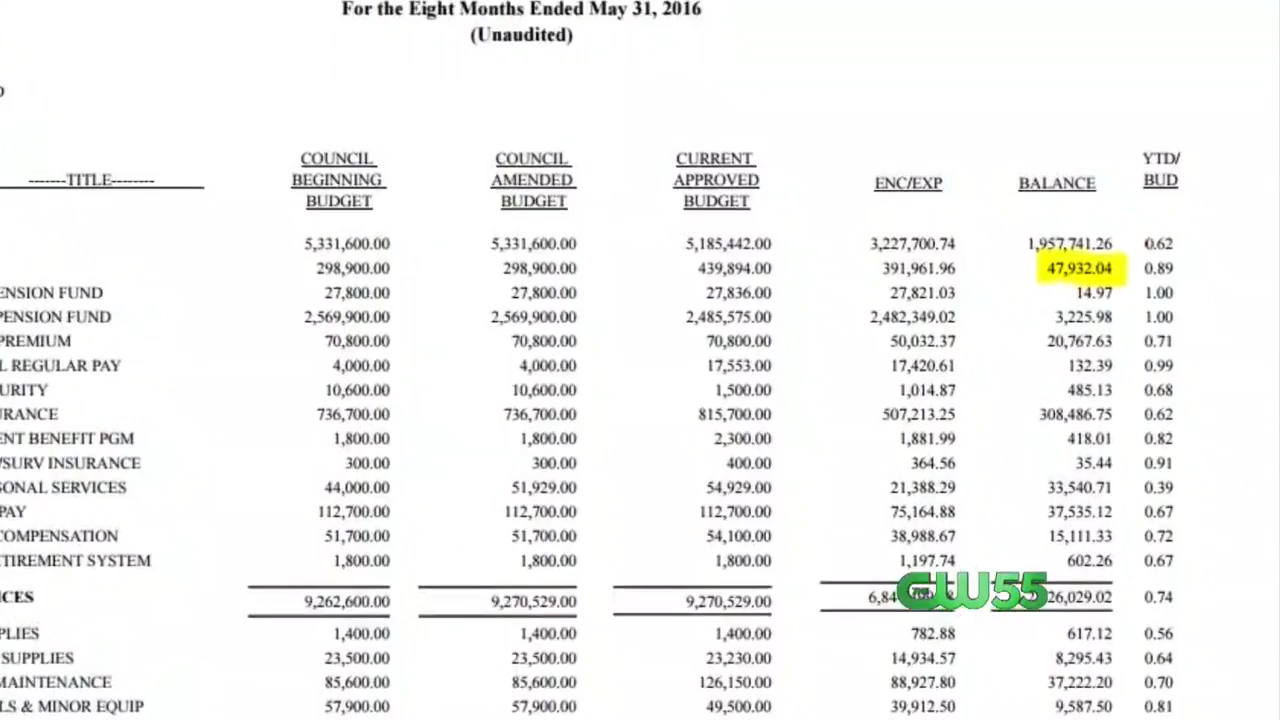 For the Eight Months Ended May 31, 2016
(Unaudited)
COUNCIL COUNCIL CURRENT YTD/
-------TITLE-------- BEGINNING AMENDED APPROVED ENC/EXP BALANCE BUD
BUDGET BUDGET BUDGET
5,331,600.00 5,331,600.00 5,185,442.00 3,227,700.74 1,957,741.26 0.62
298,900.00 298,900.00 439,894.00 391,961.96 47,932.04 0.89
ENSION FUND 27,800.00 27,800.00 27,836.00 27,821.03 14.97 1.00
PENSION FUND 2,569,900.00 2,569,900.00 2,485,575.00 2,482,349.02 3,225.98 1.00
PREMIUM 70,800.00 70,800.00 70,800.00 50,032.37 20,767.63 0.71
L REGULAR PAY 4,000.00 4,000.00 17,553.00 17,420.61 132.39 0.99
URITY 10,600.00 10,600.00 1,500.00 1,014.87 485.13 0.68
URANCE 736,700.00 736,700.00 815,700.00 507,213.25 308,486.75 0.62
ENT BENEFIT PGM 1,800.00 1,800.00 2,300.00 1,881.99 418.01 0.82
/SURV INSURANCE 300.00 300.00 400.00 364.56 35.44 0.91
SONAL SERVICES 44,000.00 51,929.00 54,929.00 21,388.29 33,540.71 0.39
PAY 112,700.00 112,700.00 112,700.00 75,164.88 37,535.12 0.67
COMPENSATION 51,700.00 51,700.00 54,100.00 38,988.67 15,111.33 0.72
TIREMENT SYSTEM 1,800.00 1,800.00 1,800.00 1,197.74 602.26 0.67
ICES 9,262,600.00 9,270,529.00 9,270,529.00 CW55 0.74
PLIES 1,400.00 1,400.00 1,400.00 782.88 617.12 0.56
SUPPLIES 23,500.00 23,500.00 23,230.00 14,934.57 8,295.43 0.64
MAINTENANCE 85,600.00 85,600.00 126,150.00 88,927.80 37,222.20 0.70
LS & MINOR EQUIP 57,900.00 57,900.00 49,500.00 39,912.50 9,587.50 0.81